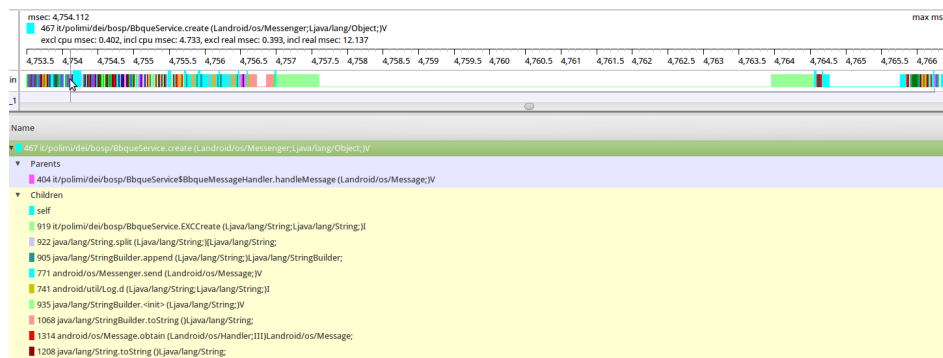 msec: 4,754.112
max ms
467 it/polimi/dei/bosp/BbqueService.create (Landroid/os/Messenger;Ljava/lang/Object;)V
excl cpu msec: 0.402, incl cpu msec: 4.733, excl real msec: 0.393, incl real msec: 12.137
4,753.5 4,754 4,754.5 4,755 4,755.5 4,756 4,756.5 4,757 4,757.5 4,758 4,758.5 4,759 4,759.5 4,760 4,760.5 4,761 4,761.5 4,762 4,762.5 4,763 4,763.5 4,764 4,764.5 4,765 4,765.5 4,766
in
_1
Name
467 it/polimi/dei/bosp/BbqueService.create (Landroid/os/Messenger;Ljava/lang/Object;)V
Parents
404 it/polimi/dei/bosp/BbqueService$BbqueMessageHandler.handleMessage (Landroid/os/Message;)V
Children
self
919 it/polimi/dei/bosp/BbqueService.EXCCreate (Ljava/lang/String;Ljava/lang/String;)I
922 java/lang/String.split (Ljava/lang/String;)[Ljava/lang/String;
905 java/lang/StringBuilder.append (Ljava/lang/String;)Ljava/lang/StringBuilder;
771 android/os/Messenger.send (Landroid/os/Message;)V
741 android/util/Log.d (Ljava/lang/String;Ljava/lang/String;)I
935 java/lang/StringBuilder.<init> (Ljava/lang/String;)V
1068 java/lang/StringBuilder.toString ()Ljava/lang/String;
1314 android/os/Message.obtain (Landroid/os/Handler;III)Landroid/os/Message;
1208 java/lang/String.toString ()Ljava/lang/String;